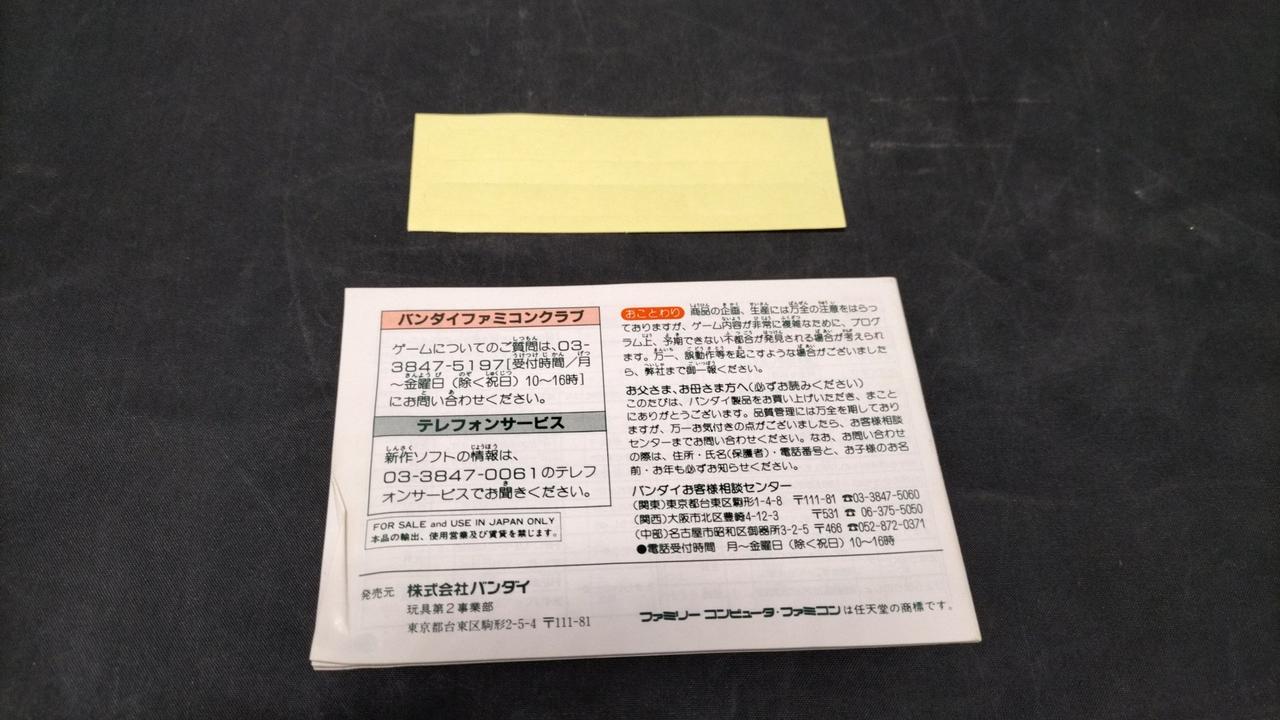 バンダイファミコンクラブ
ゲームについてのご質問は、03-
3847-5197[受付時間/月
～金曜日（除く祝日）10～16時]
にお問い合わせください。
テレフォンサービス
新作ソフトの情報は、
03-3847-0061のテレフ
ォンサービスでお聞きください。
FOR SALE and USE IN JAPAN ONLY
本品の輸出、使用営業及び賃貸を禁じます。
おことわり 商品の企画、生産には万全の注意をはらっ
ておりますが、ゲーム内容が非常に複雑なために、プログ
ラム上、予期できない不都合が発見される場合が考えられ
ます。万一、誤動作等を起こすような場合がございました
ら、弊社まで御一報ください。
お父さま、お母さま方へ（必ずお読みください）
このたびは、バンダイ製品をお買い上げいただき、まこと
にありがとうございます。品質管理には万全を期しており
ますが、万一お気付きの点がございましたら、お客様相談
センターまでお問い合わせください。なお、お問い合わせ
の際は、住所・氏名(保護者)・電話番号と、お子様のお名
前・お年も必ずお知らせください。
バンダイお客様相談センター
(関東)東京都台東区駒形1-4-8 〒111-81 ☎03-3847-5060
(関西)大阪市北区豊崎4-12-3 〒531 ☎ 06-375-5050
(中部)名古屋市昭和区御器所3-2-5 〒466 ☎052-872-0371
●電話受付時間 月～金曜日（除く祝日）10～16時
発売元 株式会社バンダイ
玩具第2事業部
東京都台東区駒形2-5-4 〒111-81
ファミリー コンピュータ・ファミコンは任天堂の商標です。